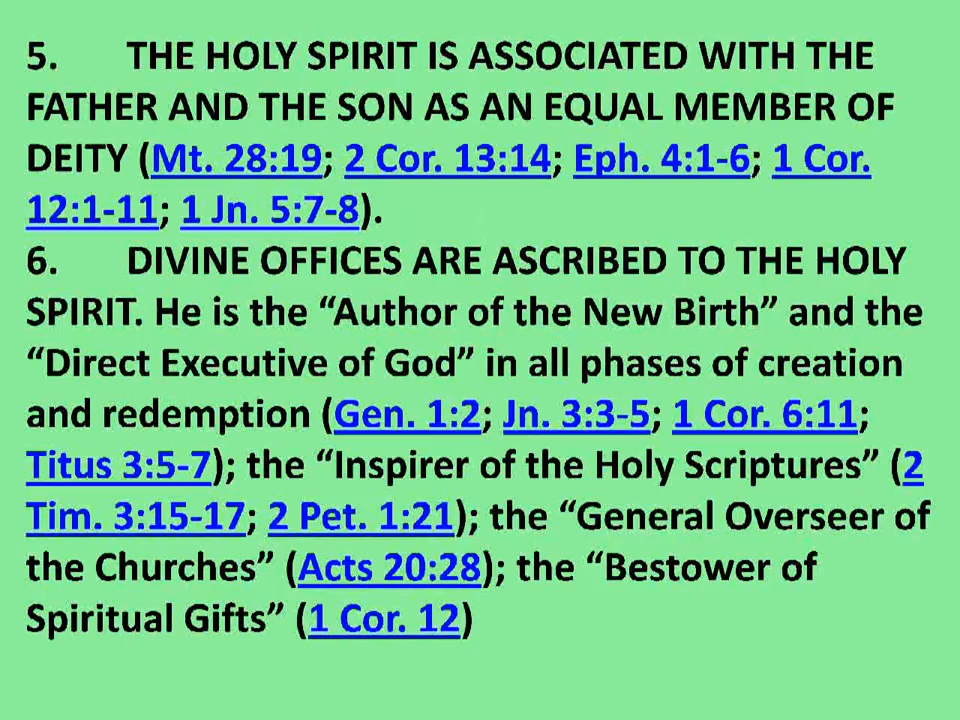 5. THE HOLY SPIRIT IS ASSOCIATED WITH THE
FATHER AND THE SON AS AN EQUAL MEMBER OF
DEITY (Mt. 28:19; 2 Cor. 13:14; Eph. 4:1-6; 1 Cor.
12:1-11; 1 Jn. 5:7-8).
6. DIVINE OFFICES ARE ASCRIBED TO THE HOLY
SPIRIT. He is the “Author of the New Birth” and the
“Direct Executive of God” in all phases of creation
and redemption (Gen. 1:2; Jn. 3:3-5; 1 Cor. 6:11;
Titus 3:5-7); the “Inspirer of the Holy Scriptures” (2
Tim. 3:15-17; 2 Pet. 1:21); the “General Overseer of
the Churches” (Acts 20:28); the “Bestower of
Spiritual Gifts” (1 Cor. 12)